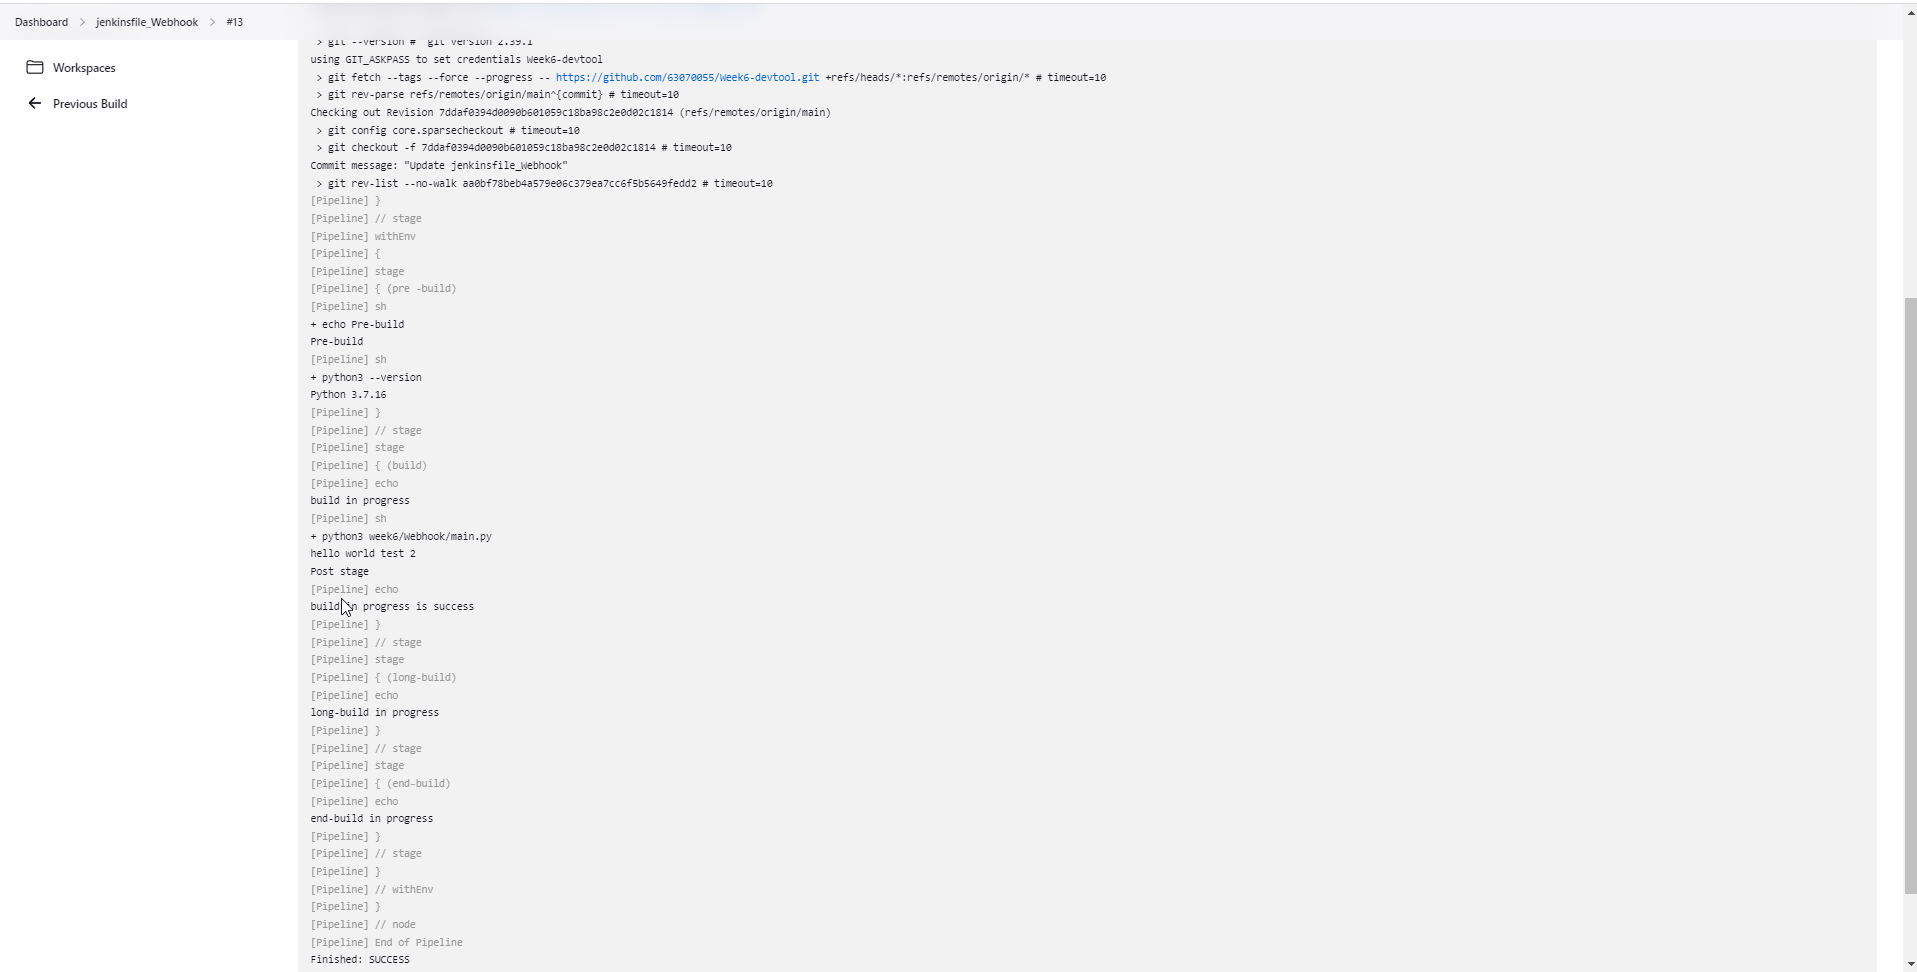 Dashboard > jenkinsfile_Webhook > #13
Workspaces
Previous Build
> git --version # 'git version 2.39.1'
using GIT_ASKPASS to set credentials Week6-devtool
> git fetch --tags --force --progress -- https://github.com/63070055/Week6-devtool.git +refs/heads/*:refs/remotes/origin/* # timeout=10
> git rev-parse refs/remotes/origin/main^{commit} # timeout=10
Checking out Revision 7ddaf0394d0090b601059c18ba98c2e0d02c1814 (refs/remotes/origin/main)
> git config core.sparsecheckout # timeout=10
> git checkout -f 7ddaf0394d0090b601059c18ba98c2e0d02c1814 # timeout=10
Commit message: "Update jenkinsfile_Webhook"
> git rev-list --no-walk aa0bf78beb4a579e06c379ea7cc6f5b5649fedd2 # timeout=10
[Pipeline] }
[Pipeline] // stage
[Pipeline] withEnv
[Pipeline] {
[Pipeline] stage
[Pipeline] { (pre -build)
[Pipeline] sh
+ echo Pre-build
Pre-build
[Pipeline] sh
+ python3 --version
Python 3.7.16
[Pipeline] }
[Pipeline] // stage
[Pipeline] stage
[Pipeline] { (build)
[Pipeline] echo
build in progress
[Pipeline] sh
+ python3 week6/Webhook/main.py
hello world test 2
Post stage
[Pipeline] echo
build in progress is success
[Pipeline] }
[Pipeline] // stage
[Pipeline] stage
[Pipeline] { (long-build)
[Pipeline] echo
long-build in progress
[Pipeline] }
[Pipeline] // stage
[Pipeline] stage
[Pipeline] { (end-build)
[Pipeline] echo
end-build in progress
[Pipeline] }
[Pipeline] // stage
[Pipeline] }
[Pipeline] // withEnv
[Pipeline] }
[Pipeline] // node
[Pipeline] End of Pipeline
Finished: SUCCESS